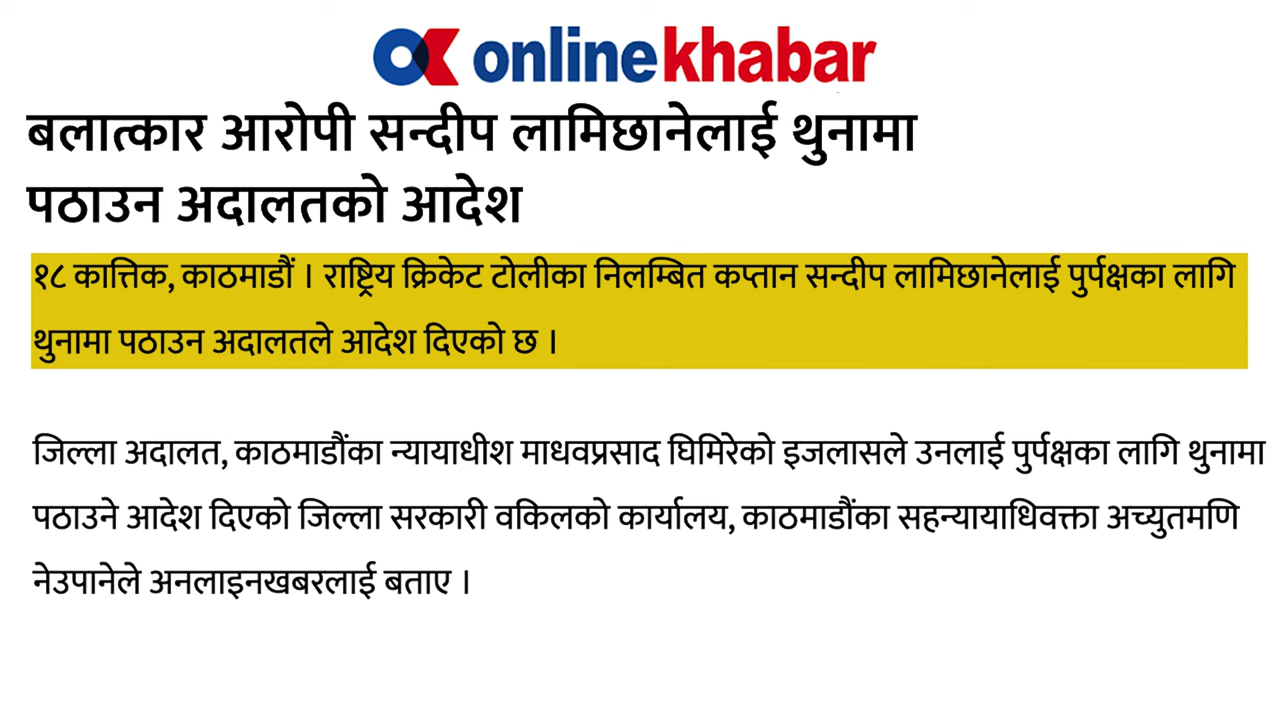 onlinekhabar
बलात्कार आरोपी सन्दीप लामिछानेलाई थुनामा
पठाउन अदालतको आदेश
१८ कात्तिक, काठमाडौं । राष्ट्रिय क्रिकेट टोलीका निलम्बित कप्तान सन्दीप लामिछानेलाई पुर्पक्षका लागि
थुनामा पठाउन अदालतले आदेश दिएको छ ।
जिल्ला अदालत, काठमाडौंका न्यायाधीश माधवप्रसाद घिमिरेको इजलासले उनलाई पुर्पक्षका लागि थुनामा
पठाउने आदेश दिएको जिल्ला सरकारी वकिलको कार्यालय, काठमाडौंका सहन्यायाधिवक्ता अच्युतमणि
नेउपानेले अनलाइनखबरलाई बताए ।